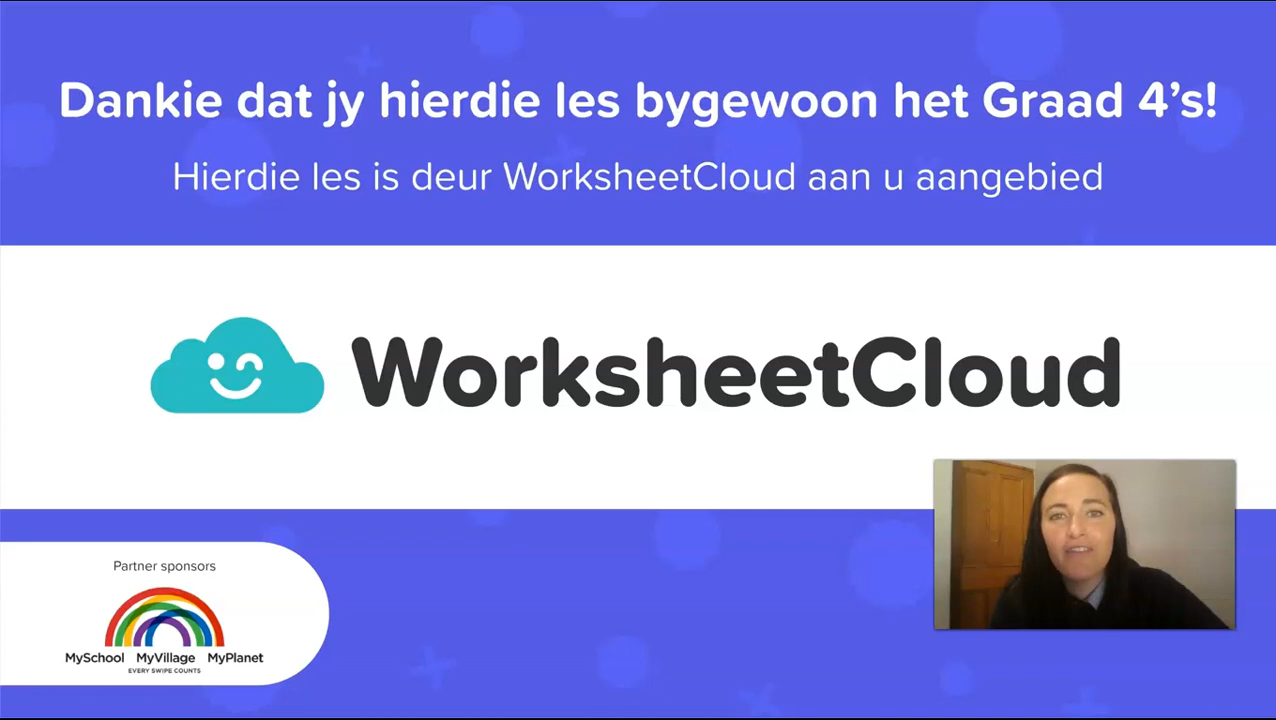 Dankie dat jy hierdie les bygewoon het Graad 4’s!
Hierdie les is deur WorksheetCloud aan u aangebied
WorksheetCloud
Partner sponsors
MySchool MyVillage MyPlanet
EVERY SWIPE COUNTS